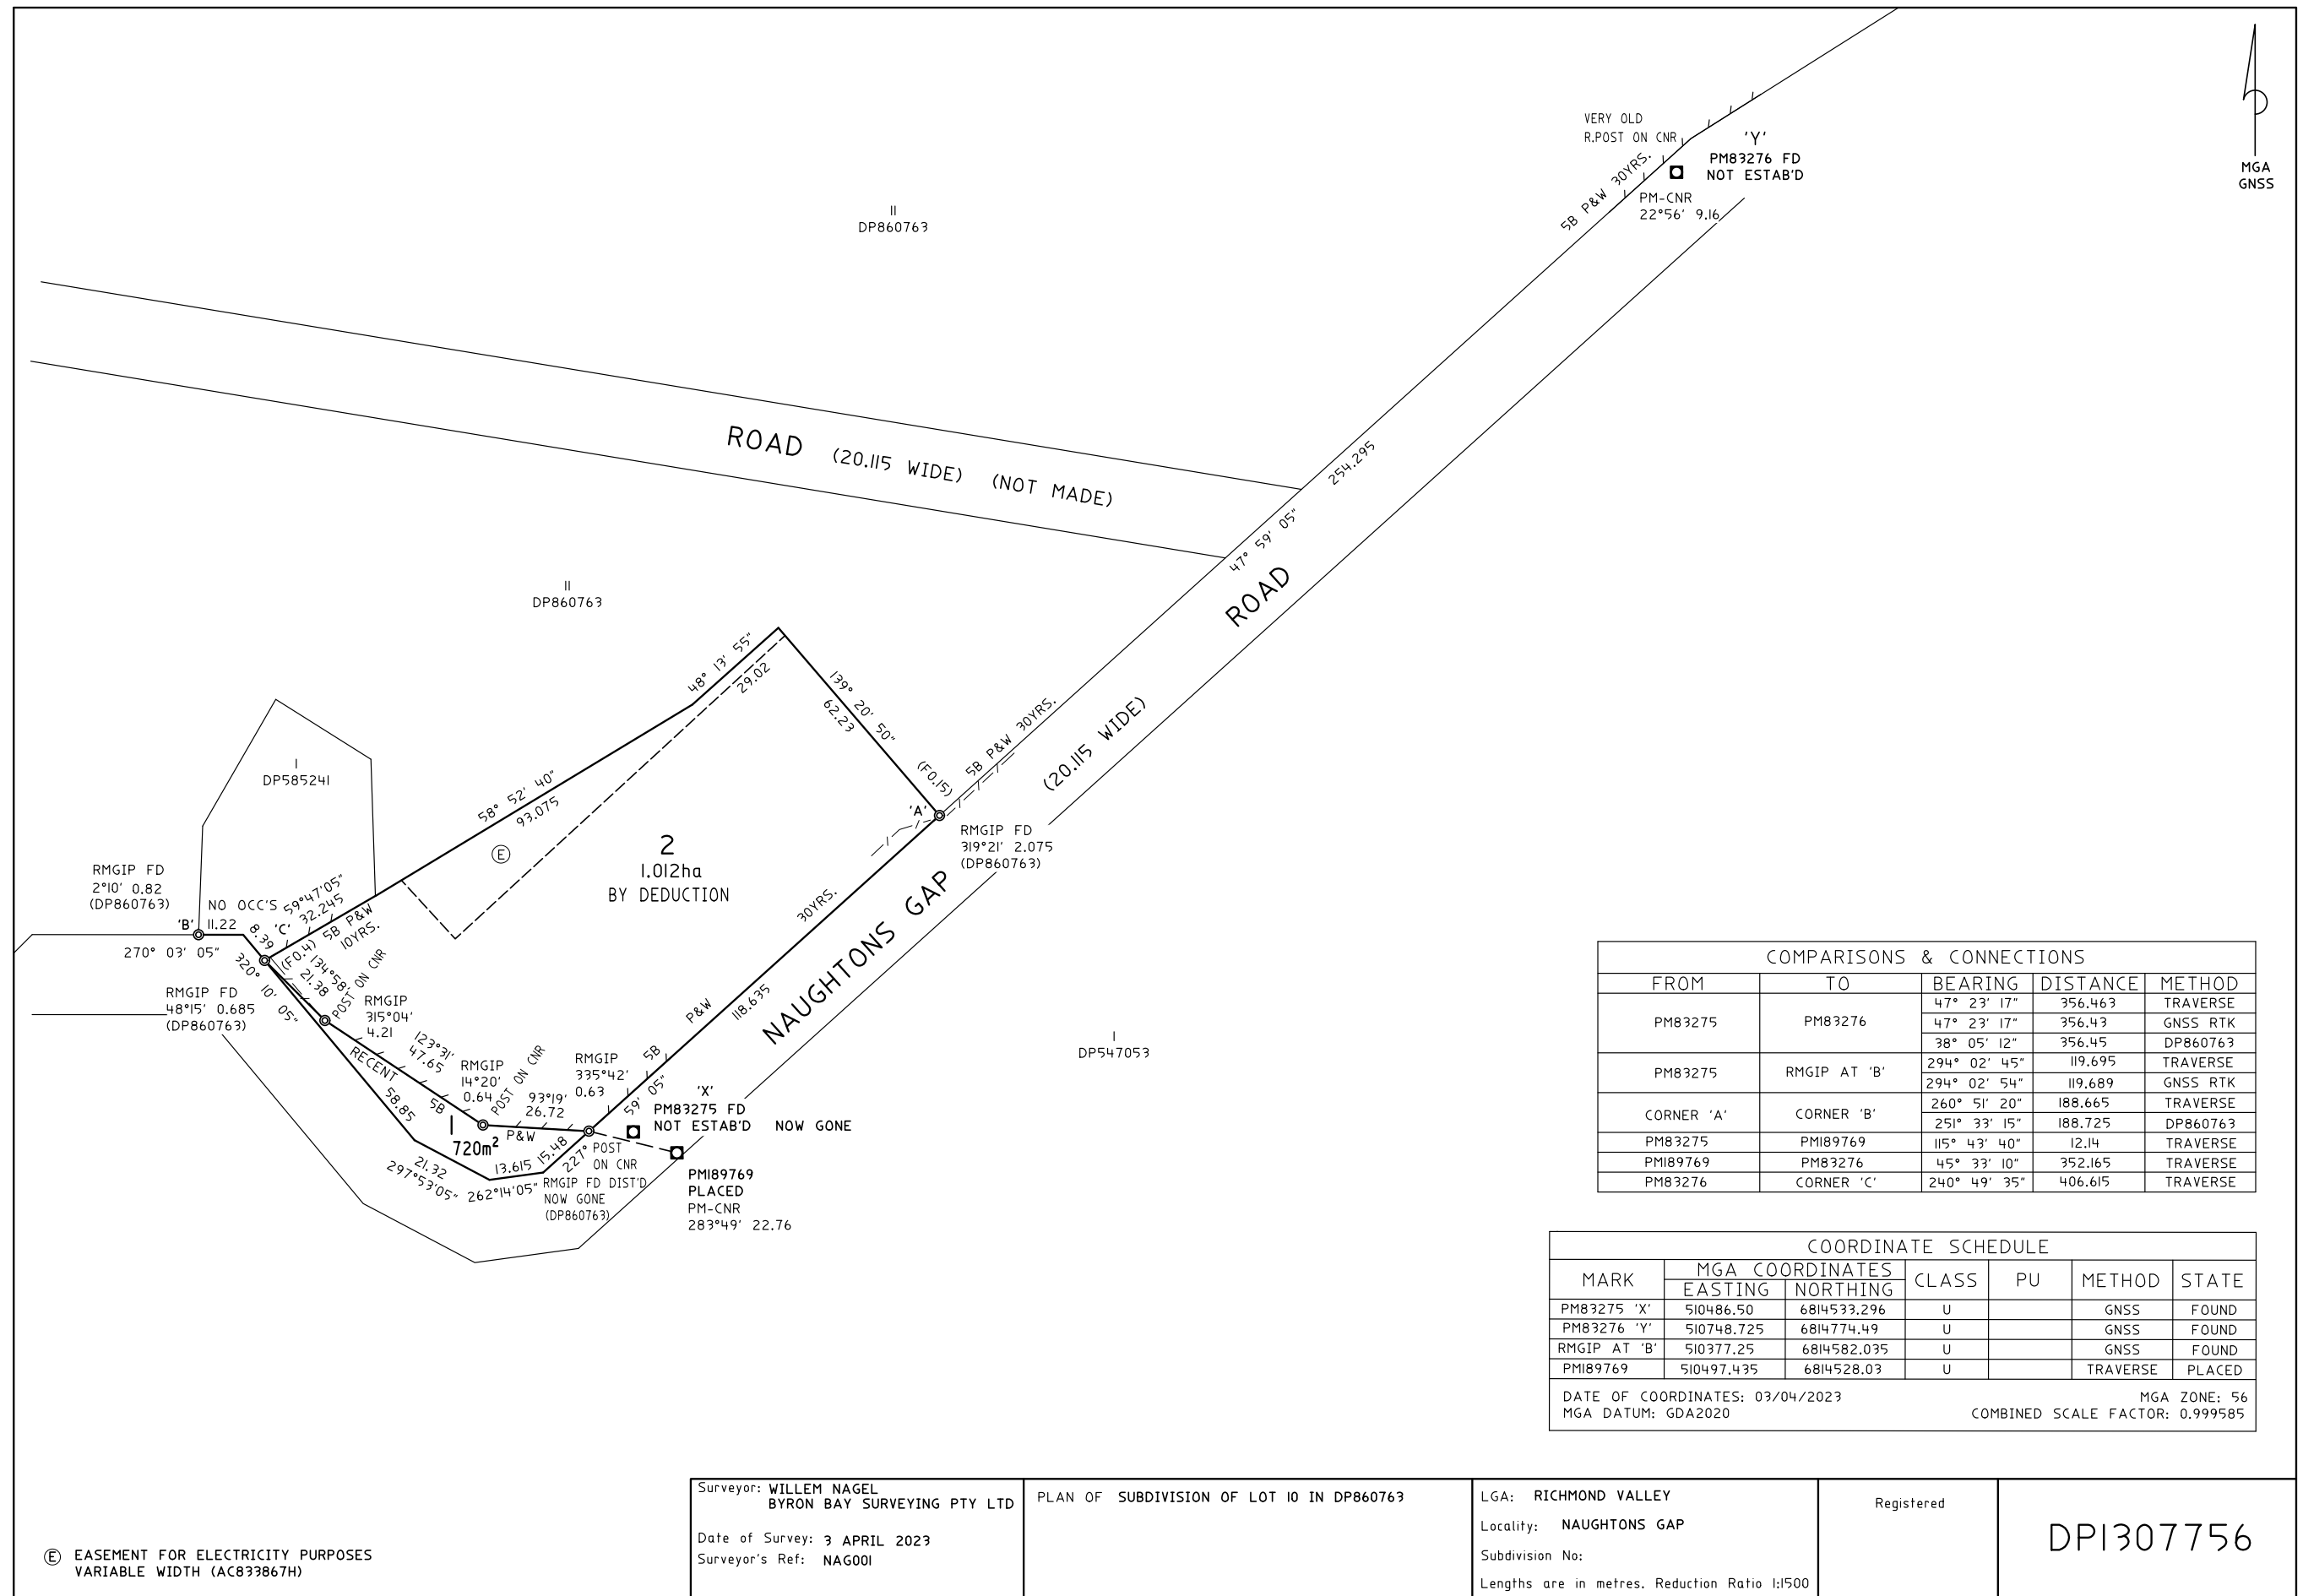 VERY OLD
R.POST ON CNR
'Y'
PM83276 FD
NOT ESTAB'D
PM-CNR
22°56' 9.16
5B P&W 30YRS.
MGA
GNSS
11
DP860763
ROAD (20.115 WIDE) (NOT MADE)
254.295
47° 59' 05"
ROAD
11
DP860763
48° 13' 55"
29.02
139° 20' 50"
62.23
(F0.15)
5B P&W 30YRS.
(20.115 WIDE)
1
DP585241
58° 52' 40"
93.075
'A'
RMGIP FD
319°21' 2.075
(DP860763)
E
2
1.012ha
BY DEDUCTION
RMGIP FD
2°10' 0.82
(DP860763)
NO OCC'S
59°47'05"
32.245
'B' 11.22
8.39
'C'
(F0.4) 5B P&W
10YRS.
270° 03' 05"
320° 10' 05"
134°58'
21.38
POST ON CNR
RMGIP FD
48°15' 0.685
(DP860763)
RMGIP
315°04'
4.21
30YRS.
P&W
5B
118.635
NAUGHTONS GAP
123°31'
47.65
RECENT
5B
58.85
RMGIP
14°20'
0.64
POST ON CNR
RMGIP
335°42'
0.63
93°19'
26.72
P&W
227° 59' 05"
15.48
'X'
PM83275 FD
NOT ESTAB'D NOW GONE
1
720m²
POST
ON CNR
21.32
297°53'05"
13.615
262°14'05"
RMGIP FD DIST'D
NOW GONE
(DP860763)
PM189769
PLACED
PM-CNR
283°49' 22.76
1
DP547053
COMPARISONS & CONNECTIONS
FROM TO BEARING DISTANCE METHOD
PM83275 PM83276 47° 23' 17" 356.463 TRAVERSE
47° 23' 17" 356.43 GNSS RTK
38° 05' 12" 356.45 DP860763
PM83275 RMGIP AT 'B' 294° 02' 45" 119.695 TRAVERSE
294° 02' 54" 119.689 GNSS RTK
CORNER 'A' CORNER 'B' 260° 51' 20" 188.665 TRAVERSE
251° 33' 15" 188.725 DP860763
PM83275 PM189769 115° 43' 40" 12.14 TRAVERSE
PM189769 PM83276 45° 33' 10" 352.165 TRAVERSE
PM83276 CORNER 'C' 240° 49' 35" 406.615 TRAVERSE
COORDINATE SCHEDULE
MARK MGA COORDINATES CLASS PU METHOD STATE
EASTING NORTHING
PM83275 'X' 510486.50 6814533.296 U GNSS FOUND
PM83276 'Y' 510748.725 6814774.49 U GNSS FOUND
RMGIP AT 'B' 510377.25 6814582.035 U GNSS FOUND
PM189769 510497.435 6814528.03 U TRAVERSE PLACED
DATE OF COORDINATES: 03/04/2023 MGA ZONE: 56
MGA DATUM: GDA2020 COMBINED SCALE FACTOR: 0.999585
E EASEMENT FOR ELECTRICITY PURPOSES
VARIABLE WIDTH (AC833867H)
Surveyor: WILLEM NAGEL
BYRON BAY SURVEYING PTY LTD
Date of Survey: 3 APRIL 2023
Surveyor's Ref: NAG001
PLAN OF SUBDIVISION OF LOT 10 IN DP860763
LGA: RICHMOND VALLEY
Locality: NAUGHTONS GAP
Subdivision No:
Lengths are in metres. Reduction Ratio 1:1500
Registered
DP1307756